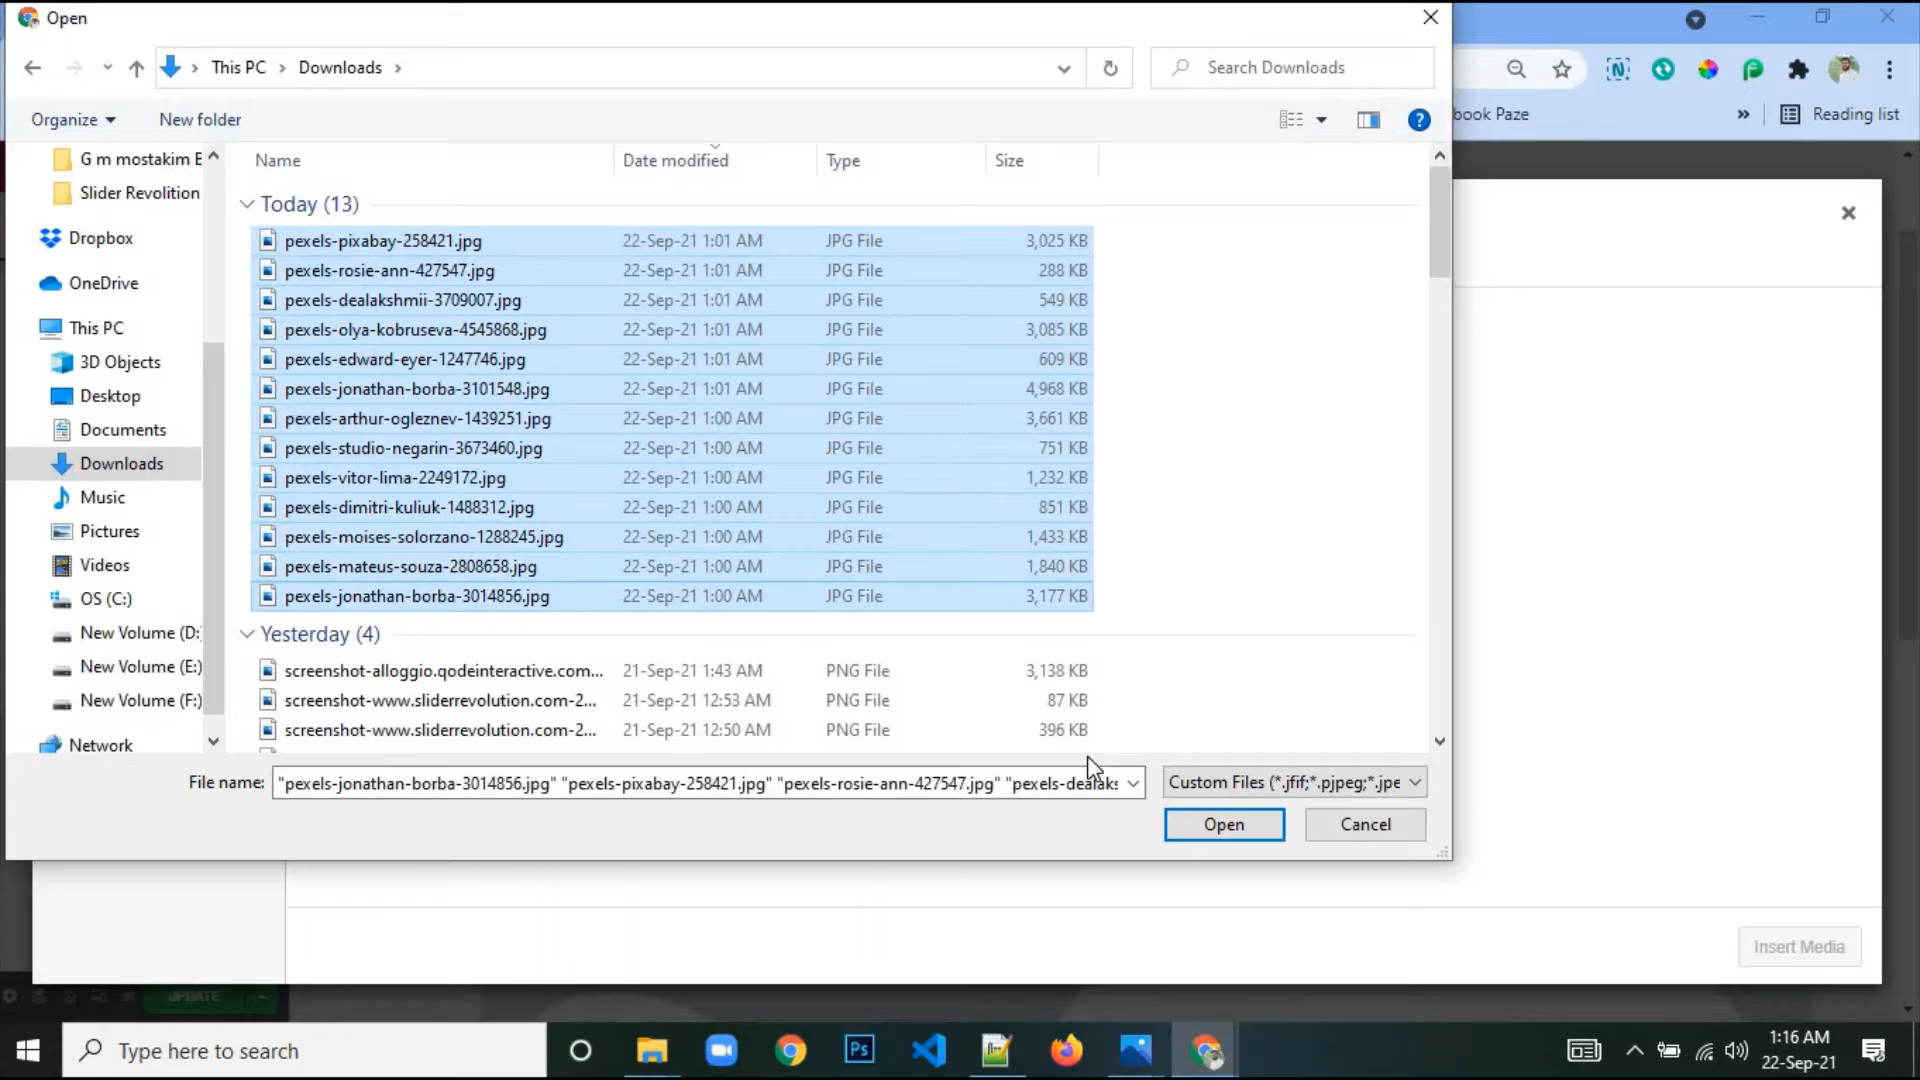 Open
This PC
Downloads
Search Downloads
book Paze
Reading list
Organize
New folder
Name
Date modified
Type
Size
G m mostakim E
Slider Revolition
Dropbox
OneDrive
This PC
3D Objects
Desktop
Documents
Downloads
Music
Pictures
Videos
OS (C:)
New Volume (D:
New Volume (E:)
New Volume (F:)
Network
Today (13)
pexels-pixabay-258421.jpg 22-Sep-21 1:01 AM JPG File 3,025 KB
pexels-rosie-ann-427547.jpg 22-Sep-21 1:01 AM JPG File 288 KB
pexels-dealakshmii-3709007.jpg 22-Sep-21 1:01 AM JPG File 549 KB
pexels-olya-kobruseva-4545868.jpg 22-Sep-21 1:01 AM JPG File 3,085 KB
pexels-edward-eyer-1247746.jpg 22-Sep-21 1:01 AM JPG File 609 KB
pexels-jonathan-borba-3101548.jpg 22-Sep-21 1:01 AM JPG File 4,968 KB
pexels-arthur-ogleznev-1439251.jpg 22-Sep-21 1:00 AM JPG File 3,661 KB
pexels-studio-negarin-3673460.jpg 22-Sep-21 1:00 AM JPG File 751 KB
pexels-vitor-lima-2249172.jpg 22-Sep-21 1:00 AM JPG File 1,232 KB
pexels-dimitri-kuliuk-1488312.jpg 22-Sep-21 1:00 AM JPG File 851 KB
pexels-moises-solorzano-1288245.jpg 22-Sep-21 1:00 AM JPG File 1,433 KB
pexels-mateus-souza-2808658.jpg 22-Sep-21 1:00 AM JPG File 1,840 KB
pexels-jonathan-borba-3014856.jpg 22-Sep-21 1:00 AM JPG File 3,177 KB
Yesterday (4)
screenshot-alloggio.qodeinteractive.com... 21-Sep-21 1:43 AM PNG File 3,138 KB
screenshot-www.sliderrevolution.com-2... 21-Sep-21 12:53 AM PNG File 87 KB
screenshot-www.sliderrevolution.com-2... 21-Sep-21 12:50 AM PNG File 396 KB
File name: "pexels-jonathan-borba-3014856.jpg" "pexels-pixabay-258421.jpg" "pexels-rosie-ann-427547.jpg" "pexels-dealaks
Custom Files (*.jfif;*.pjpeg;*.jpe
Open
Cancel
Insert Media
UPDATE
Type here to search
Ps
1:16 AM
22-Sep-21